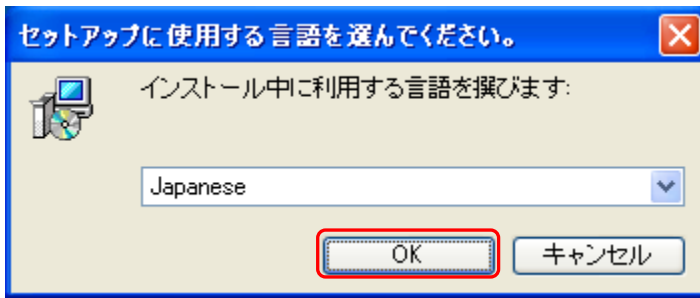 セットアップに使用する言語を選んでください。
インストール中に利用する言語を撰びます:
Japanese
OK
キャンセル